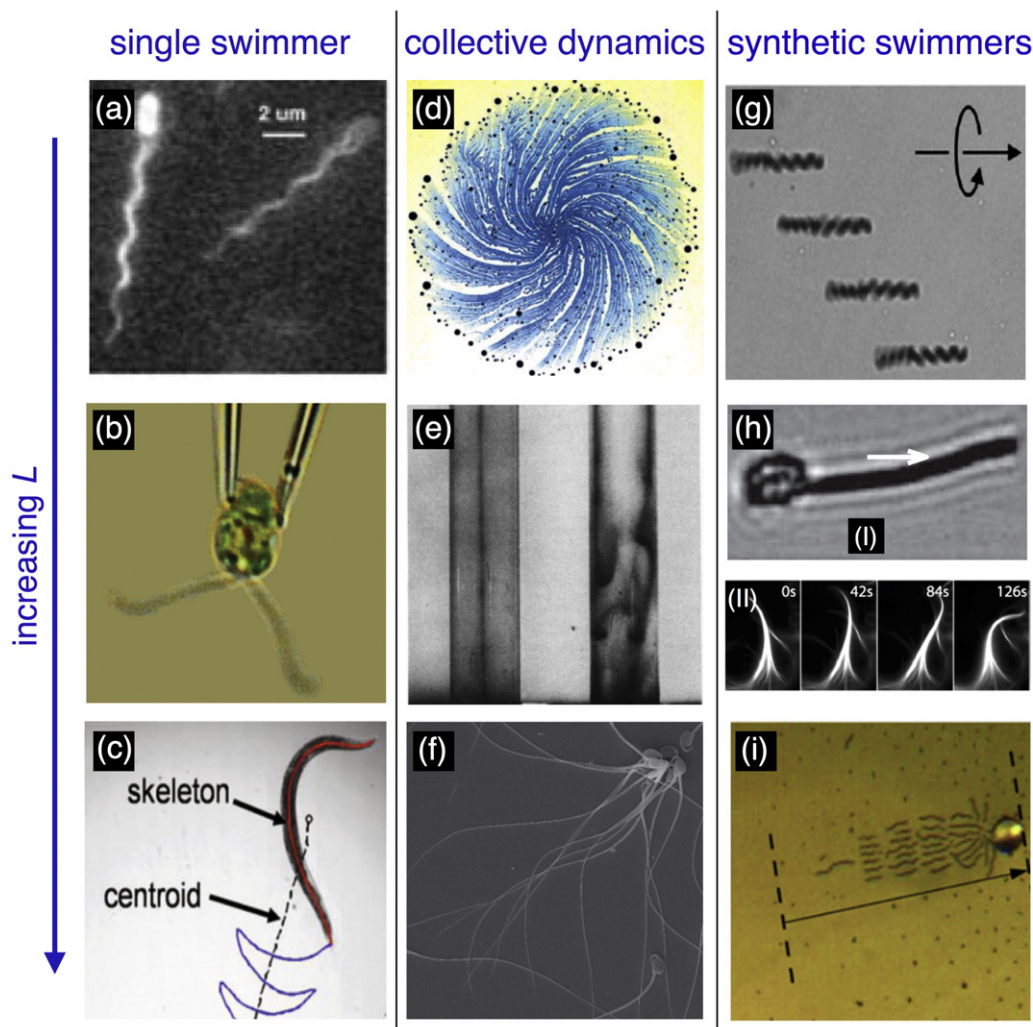 single swimmer
collective dynamics
synthetic swimmers
increasing L
(a)
2 um
(b)
(c)
skeleton
centroid
(d)
(e)
(f)
(g)
(h)
(I)
(II)
0s
42s
84s
126s
(i)